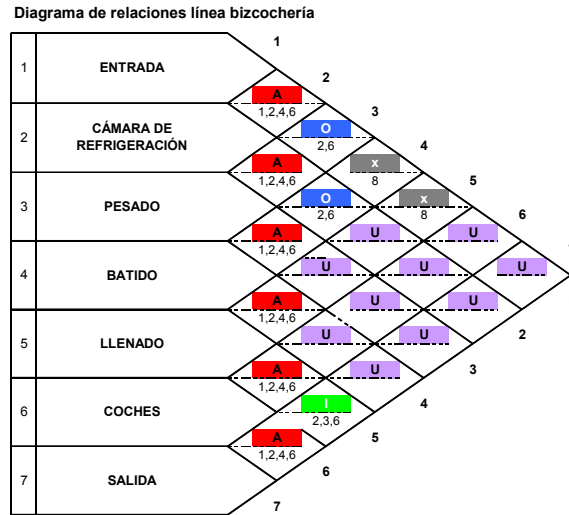 Diagrama de relaciones línea bizcochería
1
1 ENTRADA
2
A
1,2,4,6
3
2 CÁMARA DE REFRIGERACIÓN
O
2,6
4
A
1,2,4,6
x
8
5
3 PESADO
O
2,6
x
8
6
A
1,2,4,6
U U
4 BATIDO
U U U
A
1,2,4,6
U U
2
5 LLENADO
U U
3
A
1,2,4,6
U
4
6 COCHES
I
2,3,6
5
A
1,2,4,6
6
7 SALIDA
7